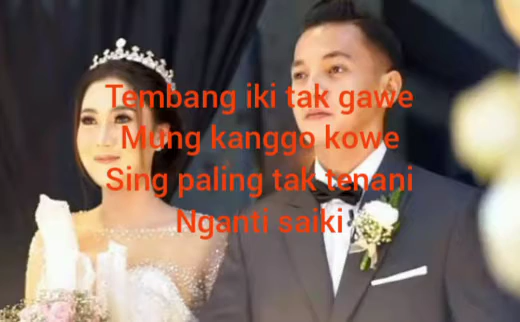 Tembang iki tak gawe
Mung kanggo kowe
Sing paling tak tenani
Nganti saiki